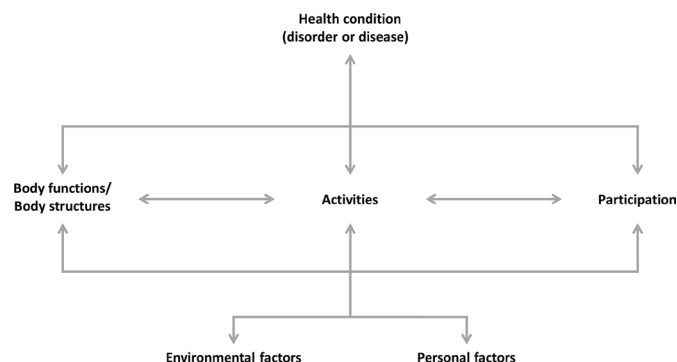 Health condition
(disorder or disease)
Body functions/
Body structures
Activities
Participation
Environmental factors
Personal factors